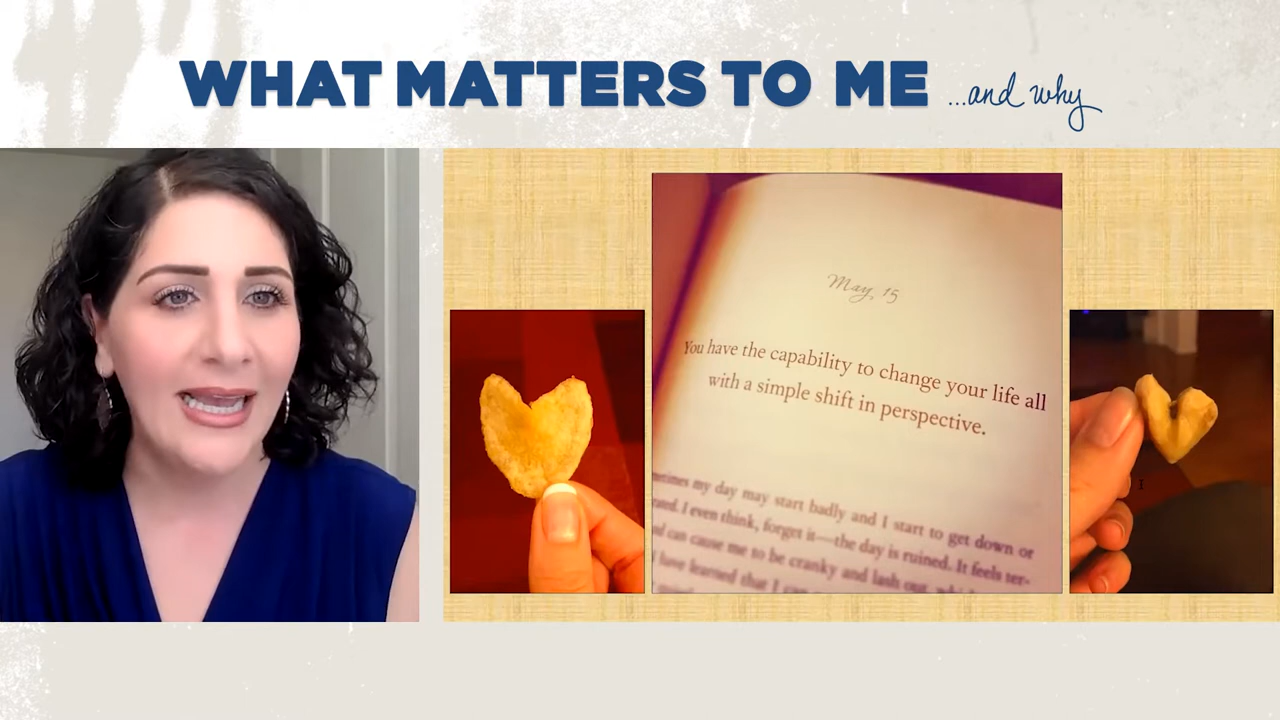 WHAT MATTERS TO ME ...and why
May 15
You have the capability to change your life all
with a simple shift in perspective.
my day may start badly and I start to get down or
I even think, forget it—the day is ruined. It feels ter-
can cause me to be cranky and lash out,
have learned that I can